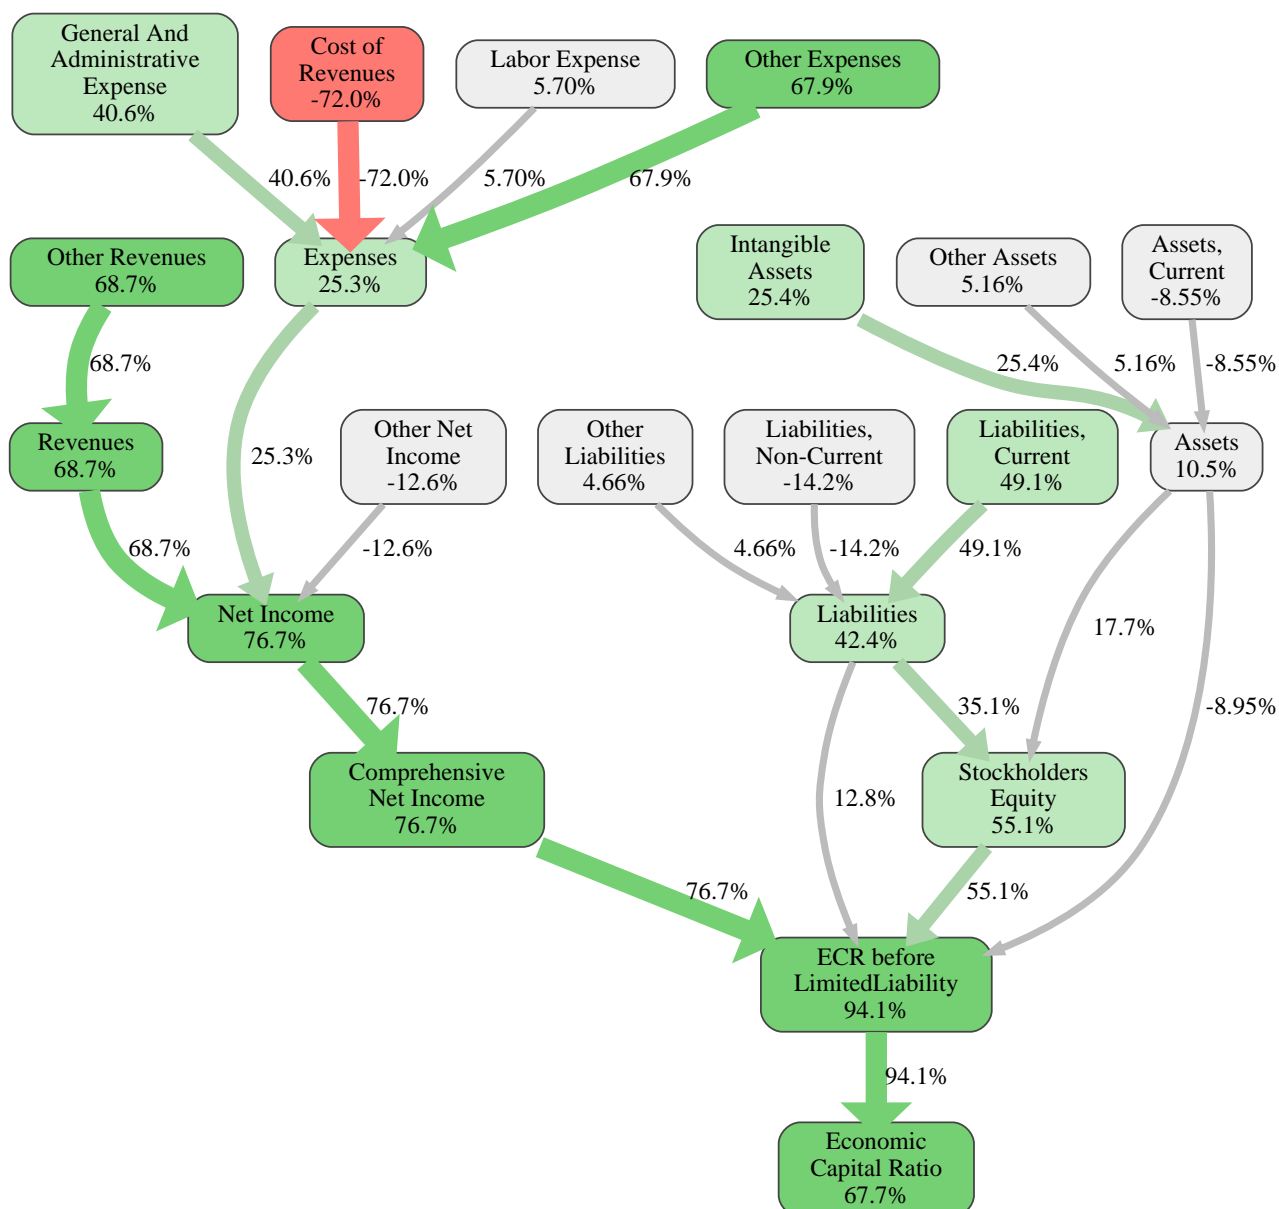 General And
Administrative
Expense
40.6%
Cost of
Revenues
-72.0%
Labor Expense
5.70%
Other Expenses
67.9%
40.6%
-72.0%
5.70%
67.9%
Other Revenues
68.7%
Expenses
25.3%
Intangible
Assets
25.4%
Other Assets
5.16%
Assets,
Current
-8.55%
68.7%
25.4%
5.16%
-8.55%
Revenues
68.7%
25.3%
Other Net
Income
-12.6%
Other
Liabilities
4.66%
Liabilities,
Non-Current
-14.2%
Liabilities,
Current
49.1%
Assets
10.5%
68.7%
-12.6%
4.66%
-14.2%
49.1%
Net Income
76.7%
Liabilities
42.4%
17.7%
76.7%
35.1%
-8.95%
Comprehensive
Net Income
76.7%
12.8%
Stockholders
Equity
55.1%
76.7%
55.1%
ECR before
LimitedLiability
94.1%
94.1%
Economic
Capital Ratio
67.7%